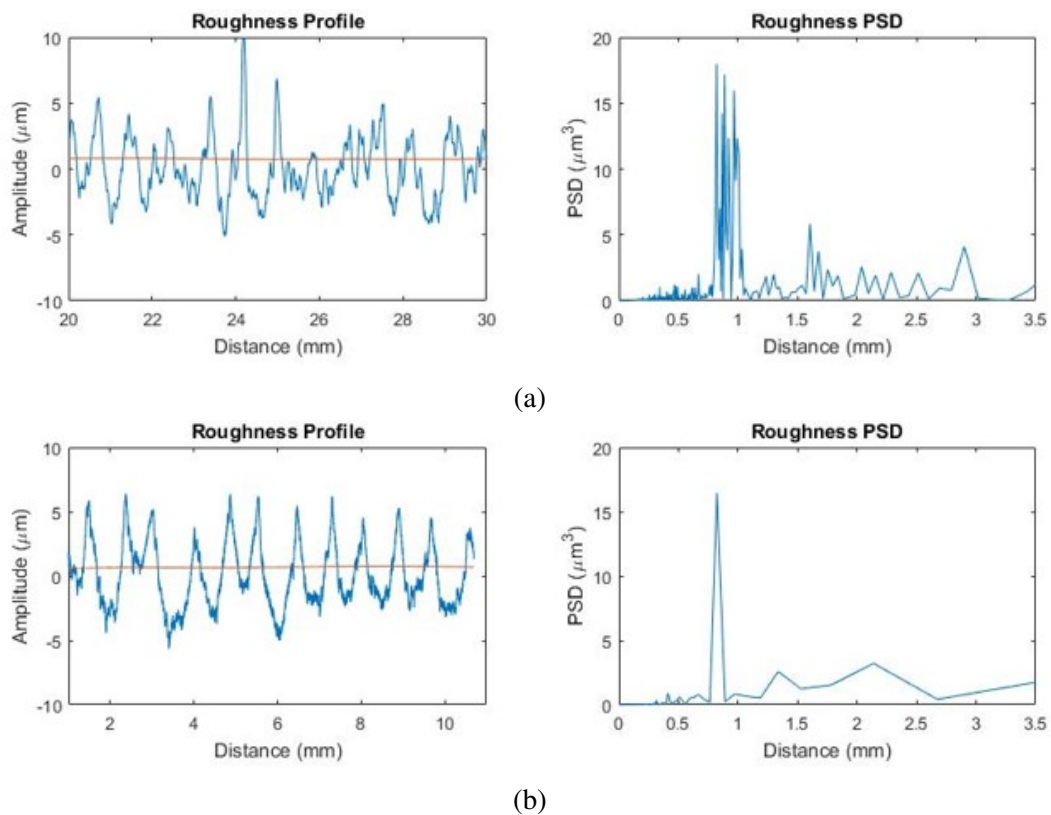 Roughness Profile
10
5
0
-5
-10
Amplitude (μm)
20 22 24 26 28 30
Distance (mm)
Roughness PSD
20
15
10
5
0
PSD (μm³)
0 0.5 1 1.5 2 2.5 3 3.5
Distance (mm)
(a)
Roughness Profile
10
5
0
-5
-10
Amplitude (μm)
2 4 6 8 10
Distance (mm)
Roughness PSD
20
15
10
5
0
PSD (μm³)
0 0.5 1 1.5 2 2.5 3 3.5
Distance (mm)
(b)